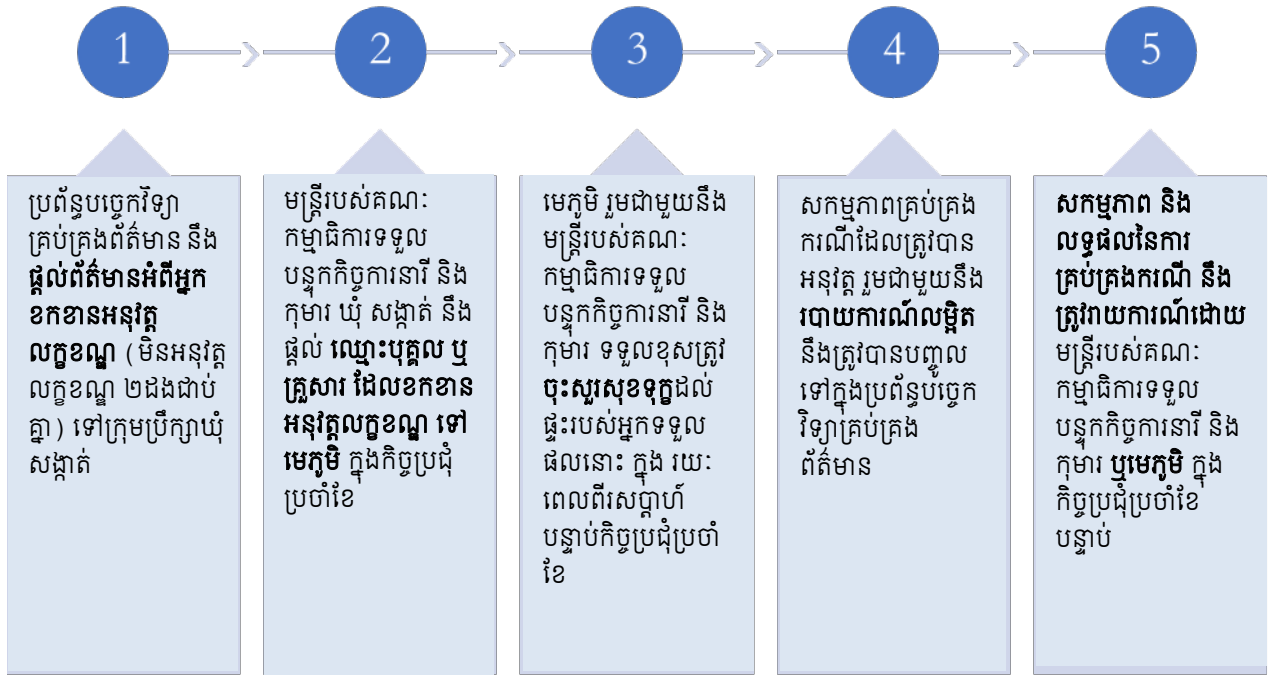 1
2
3
4
5
ប្រព័ន្ធបច្ចេកវិទ្យា
គ្រប់គ្រងព័ត៌មាន នឹង
ផ្តល់ព័ត៌មានអំពីអ្នក
ខកខានអនុវត្ត
លក្ខខណ្ឌ (មិនអនុវត្ត
លក្ខខណ្ឌ ២ដងជាប់
គ្នា) ទៅក្រុមប្រឹក្សាឃុំ
សង្កាត់
មន្ត្រីរបស់គណៈ
កម្មាធិការទទួល
បន្ទុកកិច្ចការនារី និង
កុមារ ឃុំ សង្កាត់ នឹង
ផ្តល់ ឈ្មោះបុគ្គល ឬ
គ្រួសារ ដែលខកខាន
អនុវត្តលក្ខខណ្ឌ ទៅ
មេភូមិ ក្នុងកិច្ចប្រជុំ
ប្រចាំខែ
មេភូមិ រួមជាមួយនឹង
មន្ត្រីរបស់គណៈ
កម្មាធិការទទួល
បន្ទុកកិច្ចការនារី និង
កុមារ ទទួលខុសត្រូវ
ចុះសួរសុខទុក្ខដល់
ផ្ទះរបស់អ្នកទទួល
ផលនោះ ក្នុង រយៈ
ពេលពីរសប្តាហ៍
បន្ទាប់កិច្ចប្រជុំប្រចាំ
ខែ
សកម្មភាពគ្រប់គ្រង
ករណីដែលត្រូវបាន
អនុវត្ត រួមជាមួយនឹង
របាយការណ៍លម្អិត
នឹងត្រូវបានបញ្ចូល
ទៅក្នុងប្រព័ន្ធបច្ចេក
វិទ្យាគ្រប់គ្រង
ព័ត៌មាន
សកម្មភាព និង
លទ្ធផលនៃការ
គ្រប់គ្រងករណី នឹង
ត្រូវរាយការណ៍ដោយ
មន្ត្រីរបស់គណៈ
កម្មាធិការទទួល
បន្ទុកកិច្ចការនារី និង
កុមារ ឬមេភូមិ ក្នុង
កិច្ចប្រជុំប្រចាំខែ
បន្ទាប់